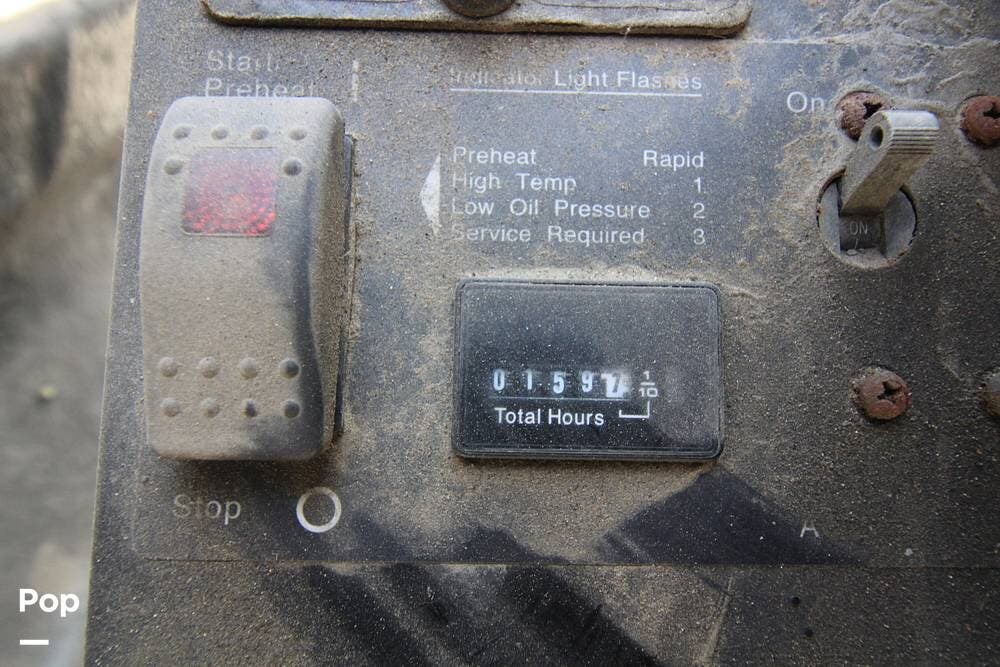 Start
Preheat
Indicator Light Flashes
Preheat Rapid
High Temp 1
Low Oil Pressure 2
Service Required 3
On
ON
0 1 5 9 7 1/10
Total Hours
Stop
A
Pop